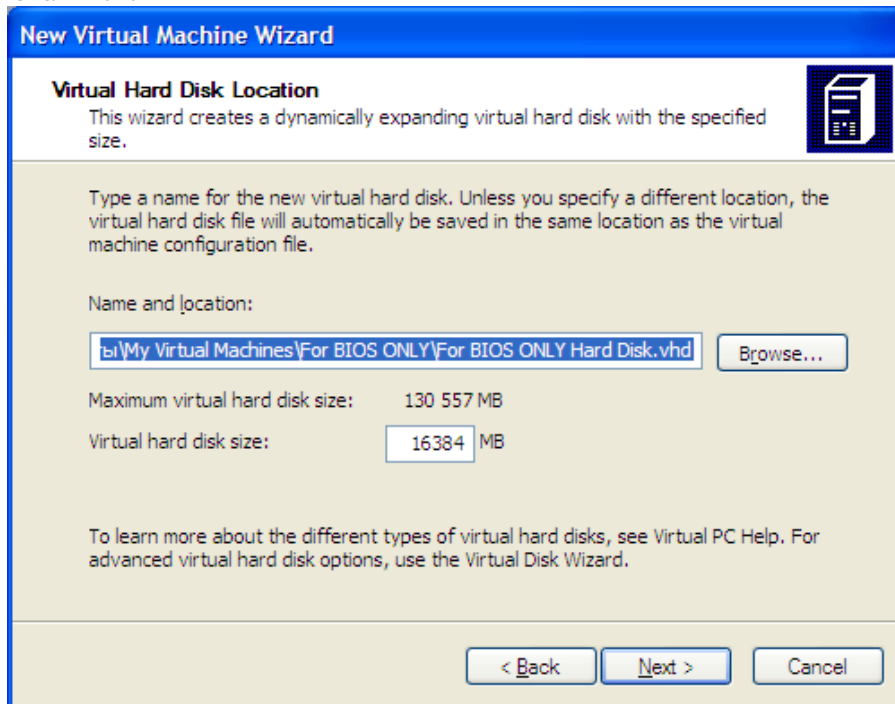 New Virtual Machine Wizard
Virtual Hard Disk Location
This wizard creates a dynamically expanding virtual hard disk with the specified
size.
Type a name for the new virtual hard disk. Unless you specify a different location, the
virtual hard disk file will automatically be saved in the same location as the virtual
machine configuration file.
Name and location:
ты\My Virtual Machines\For BIOS ONLY\For BIOS ONLY Hard Disk.vhd Browse...
Maximum virtual hard disk size: 130 557 MB
Virtual hard disk size: 16384 MB
To learn more about the different types of virtual hard disks, see Virtual PC Help. For
advanced virtual hard disk options, use the Virtual Disk Wizard.
< Back Next > Cancel